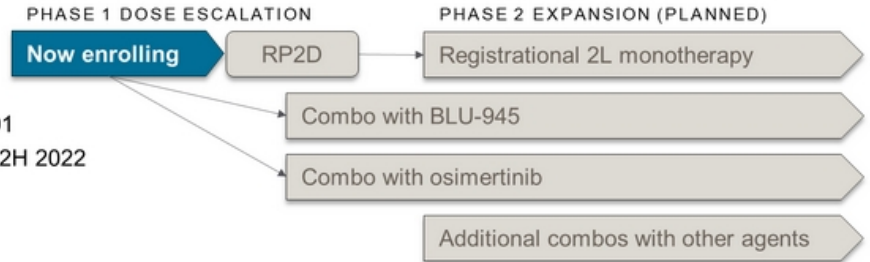 PHASE 1 DOSE ESCALATION
PHASE 2 EXPANSION (PLANNED)
Now enrolling
RP2D
Registrational 2L monotherapy
Combo with BLU-945
2H 2022
Combo with osimertinib
Additional combos with other agents